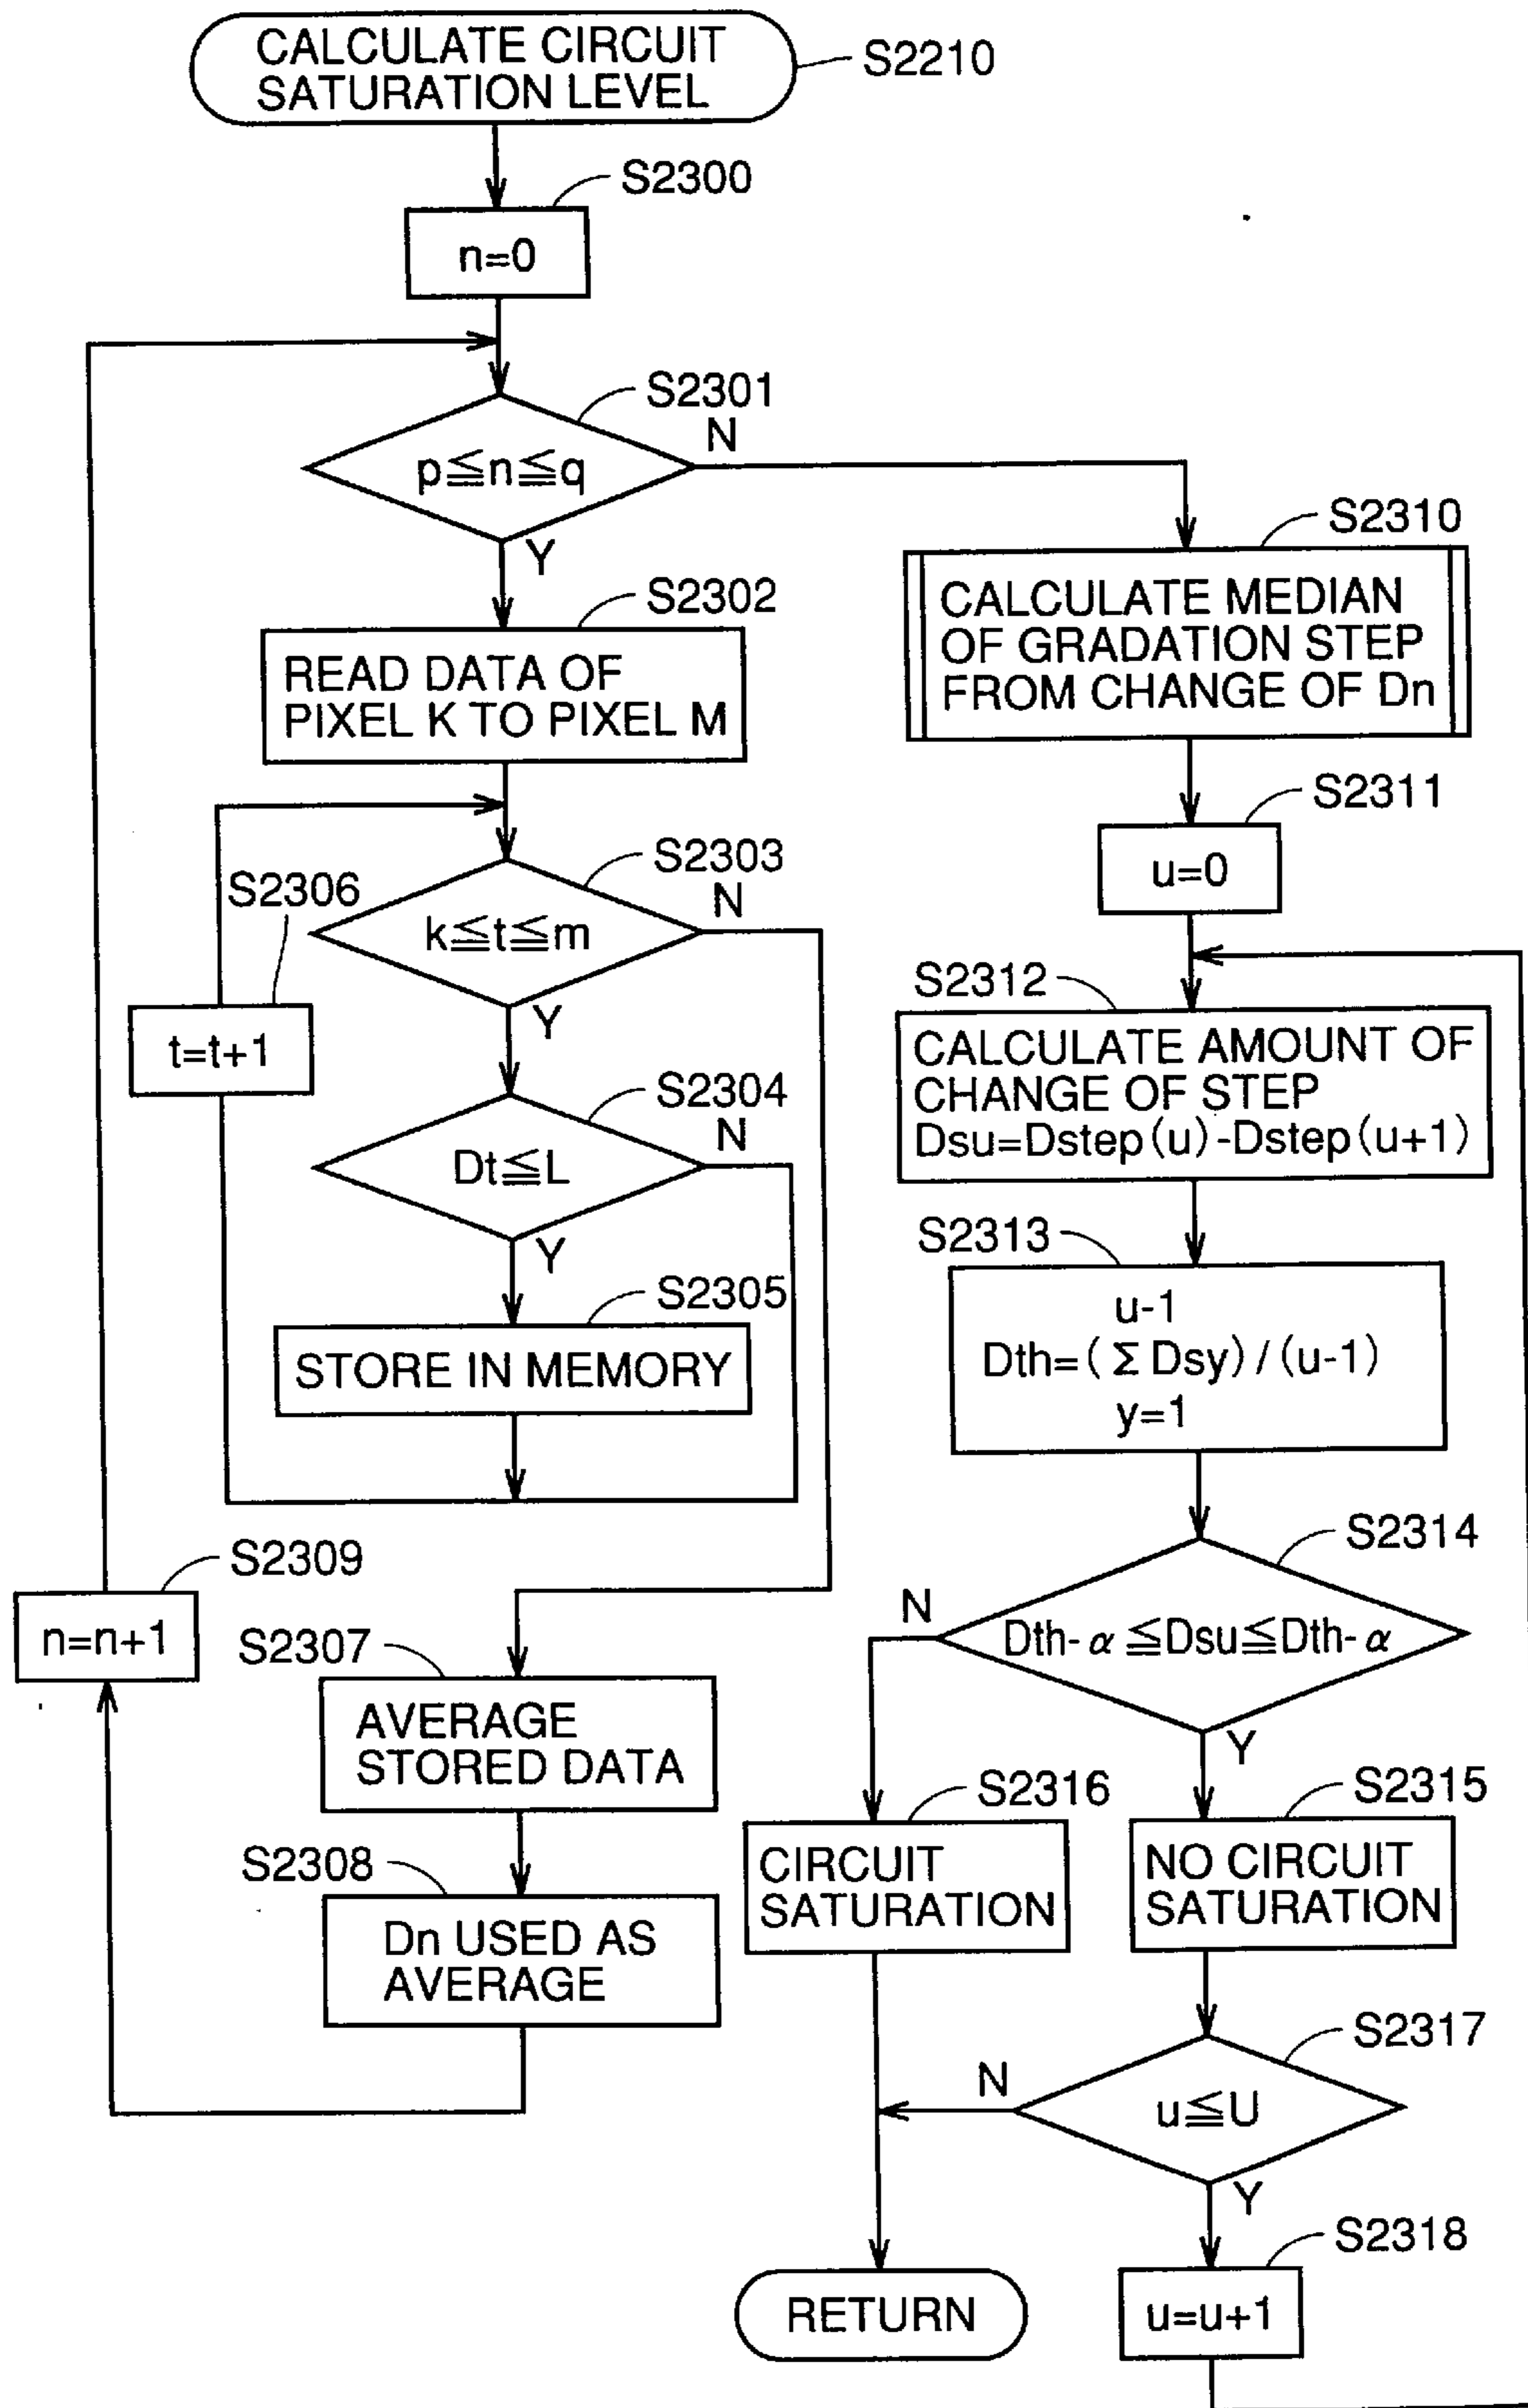 CALCULATE CIRCUIT
SATURATION LEVEL
S2210
S2300
n=0
S2301
p≦n≦q
N
Y
S2302
READ DATA OF
PIXEL K TO PIXEL M
S2303
k≦t≦m
N
Y
S2306
t=t+1
S2304
Dt≦L
N
Y
S2305
STORE IN MEMORY
S2309
n=n+1
S2307
AVERAGE
STORED DATA
S2308
Dn USED AS
AVERAGE
S2310
CALCULATE MEDIAN
OF GRADATION STEP
FROM CHANGE OF Dn
S2311
u=0
S2312
CALCULATE AMOUNT OF
CHANGE OF STEP
Dsu=Dstep(u)-Dstep(u+1)
S2313
u-1
Dth=(Σ Dsy)/(u-1)
y=1
S2314
Dth-α≦Dsu≦Dth-α
N
Y
S2316
CIRCUIT
SATURATION
S2315
NO CIRCUIT
SATURATION
S2317
u≦U
N
Y
S2318
u=u+1
RETURN